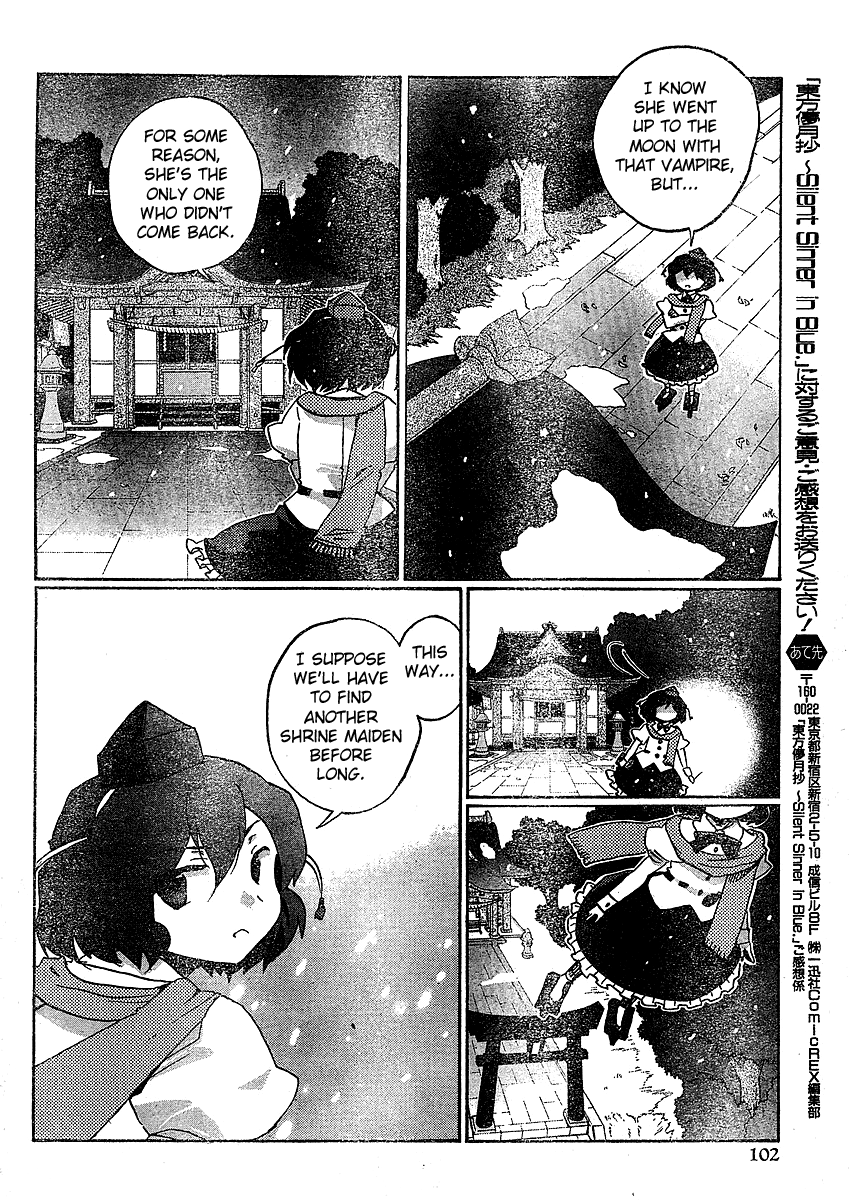 I KNOW
SHE WENT
UP TO THE
MOON WITH
THAT VAMPIRE,
BUT...
FOR SOME
REASON,
SHE'S THE
ONLY ONE
WHO DIDN'T
COME BACK.
THIS
WAY...
I SUPPOSE
WE'LL HAVE
TO FIND
ANOTHER
SHRINE MAIDEN
BEFORE
LONG.
「東方儚月抄 ～Silent Sinner in Blue.」に対するご意見・ご感想をお送りください！
あて先
〒160-0022
東京都新宿区新宿2-5-10 成信ビル8F ㈱一迅社ComicREX編集部
「東方儚月抄 ～Silent Sinner in Blue.」ご感想係
102